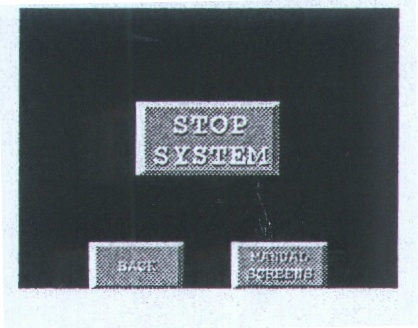 STOP
SYSTEM
BACK
MANUAL
SCREENS